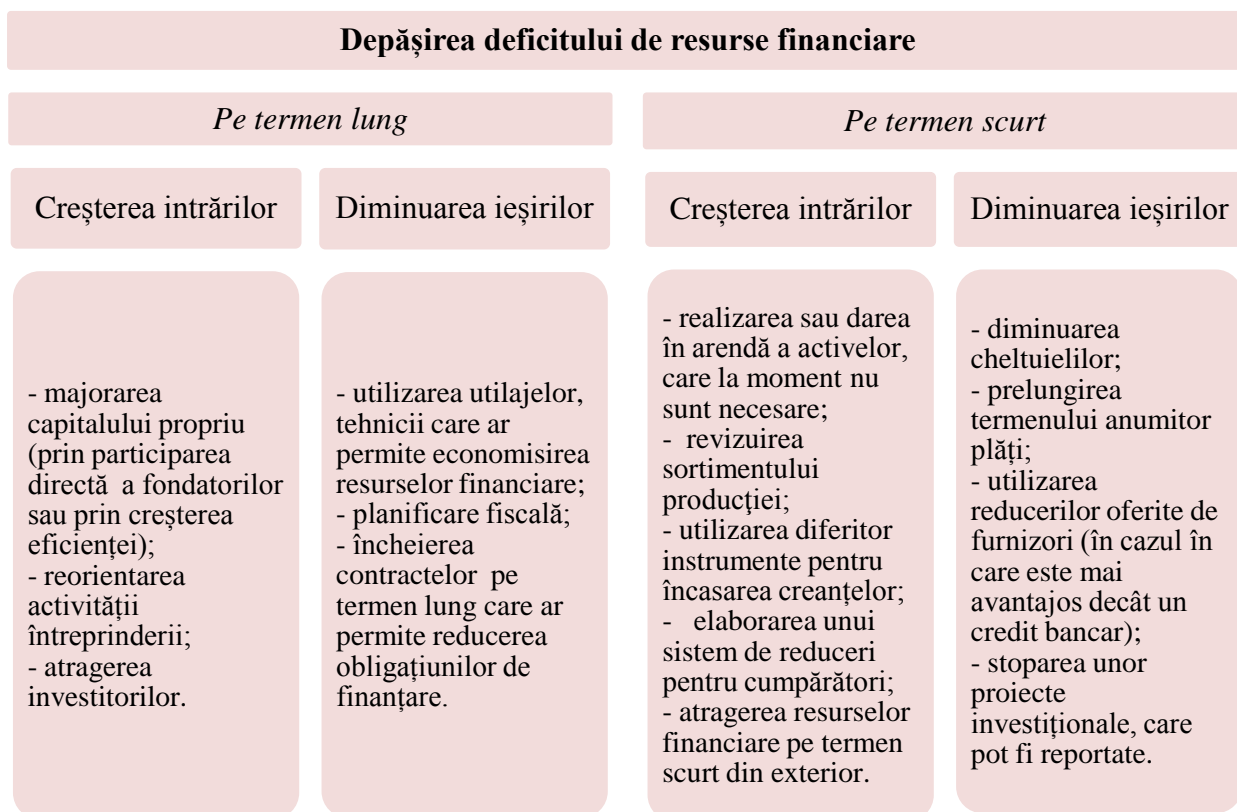 Depășirea deficitului de resurse financiare
Pe termen lung
Pe termen scurt
Creșterea intrărilor
Diminuarea ieșirilor
Creșterea intrărilor
Diminuarea ieșirilor
- majorarea
capitalului propriu
(prin participarea
directă a fondatorilor
sau prin creșterea
eficienței);
- reorientarea
activității
întreprinderii;
- atragerea
investitorilor.
- utilizarea utilajelor,
tehnicii care ar
permite economisirea
resurselor financiare;
- planificare fiscală;
- încheierea
contractelor pe
termen lung care ar
permite reducerea
obligațiunilor de
finanțare.
- realizarea sau darea
în arendă a activelor,
care la moment nu
sunt necesare;
- revizuirea
sortimentului
producţiei;
- utilizarea diferitor
instrumente pentru
încasarea creanțelor;
- elaborarea unui
sistem de reduceri
pentru cumpărători;
- atragerea resurselor
financiare pe termen
scurt din exterior.
- diminuarea
cheltuielilor;
- prelungirea
termenului anumitor
plăți;
- utilizarea
reducerilor oferite de
furnizori (în cazul în
care este mai
avantajos decât un
credit bancar);
- stoparea unor
proiecte
investiționale, care
pot fi reportate.